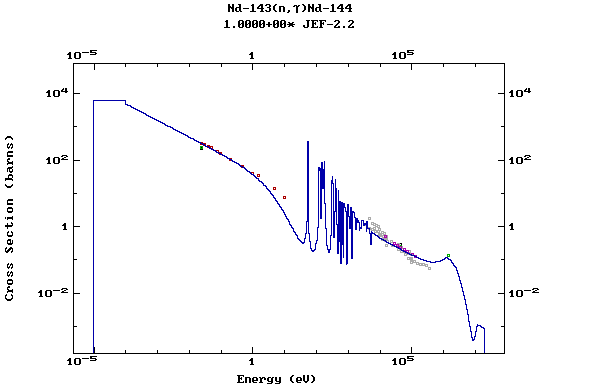 Nd-143(n,γ)Nd-144
1.0000+00* JEF-2.2
10⁻⁵ 1 10⁵
10⁴ 10⁴
10² 10²
1 1
10⁻² 10⁻²
10⁻⁵ 1 10⁵
Cross Section (barns)
Energy (eV)